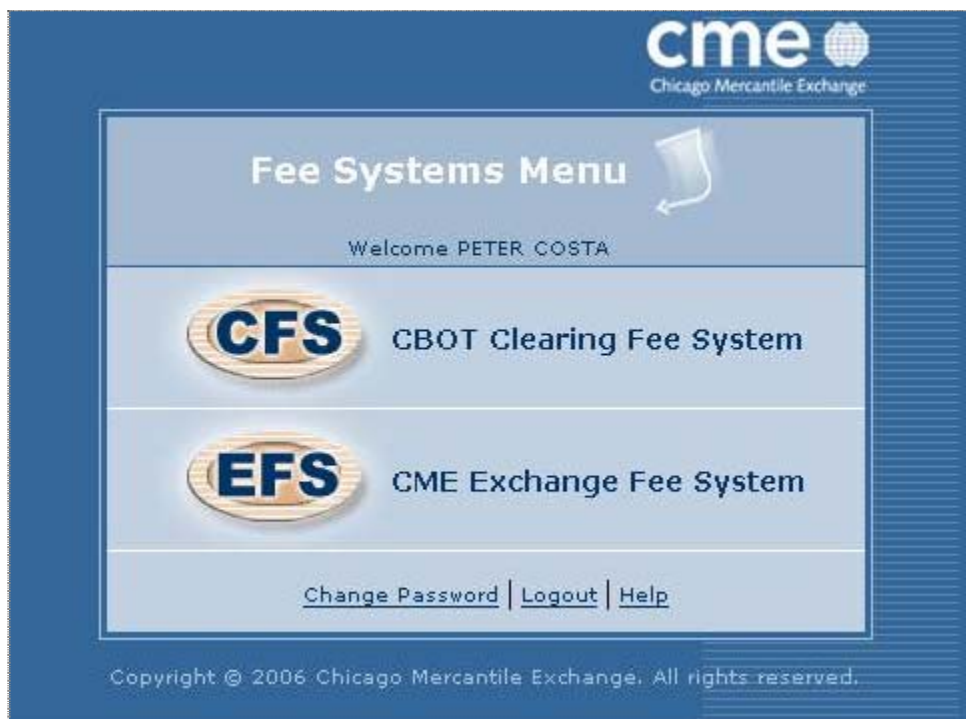 cme
Chicago Mercantile Exchange
Fee Systems Menu
Welcome PETER COSTA
CFS CBOT Clearing Fee System
EFS CME Exchange Fee System
Change Password | Logout | Help
Copyright © 2006 Chicago Mercantile Exchange. All rights reserved.